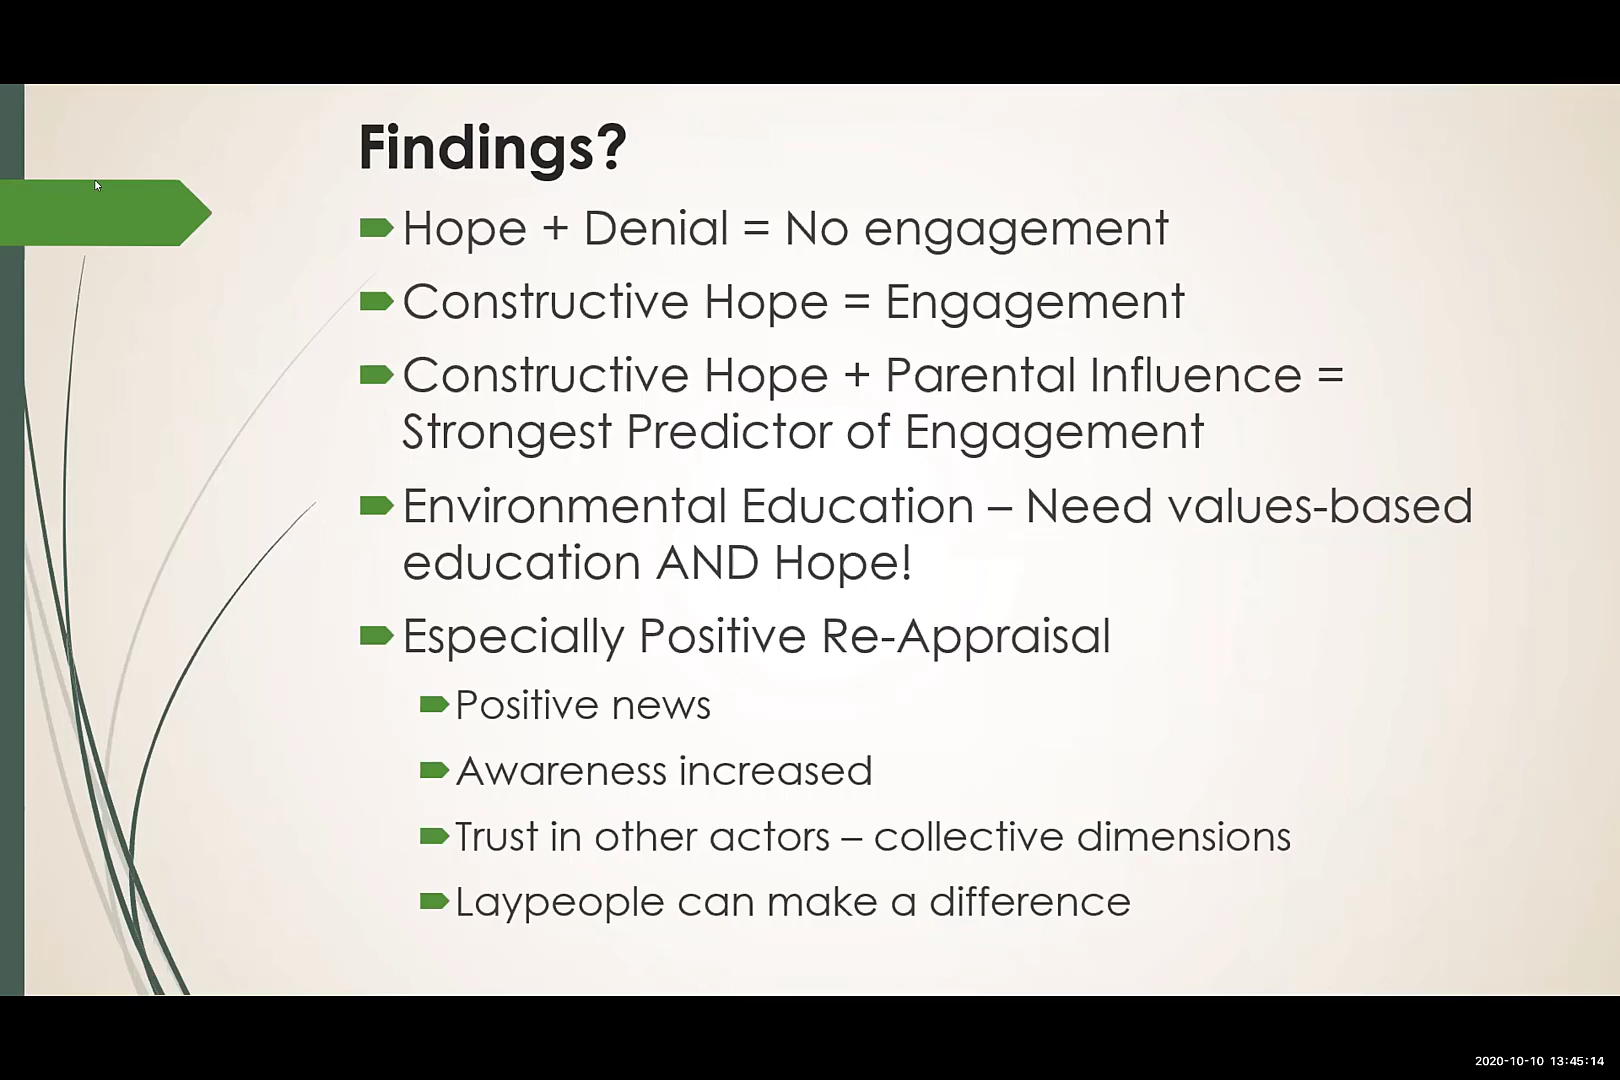 Findings?
Hope + Denial = No engagement
Constructive Hope = Engagement
Constructive Hope + Parental Influence =
Strongest Predictor of Engagement
Environmental Education – Need values-based
education AND Hope!
Especially Positive Re-Appraisal
Positive news
Awareness increased
Trust in other actors – collective dimensions
Laypeople can make a difference
2020-10-10 13:45:14